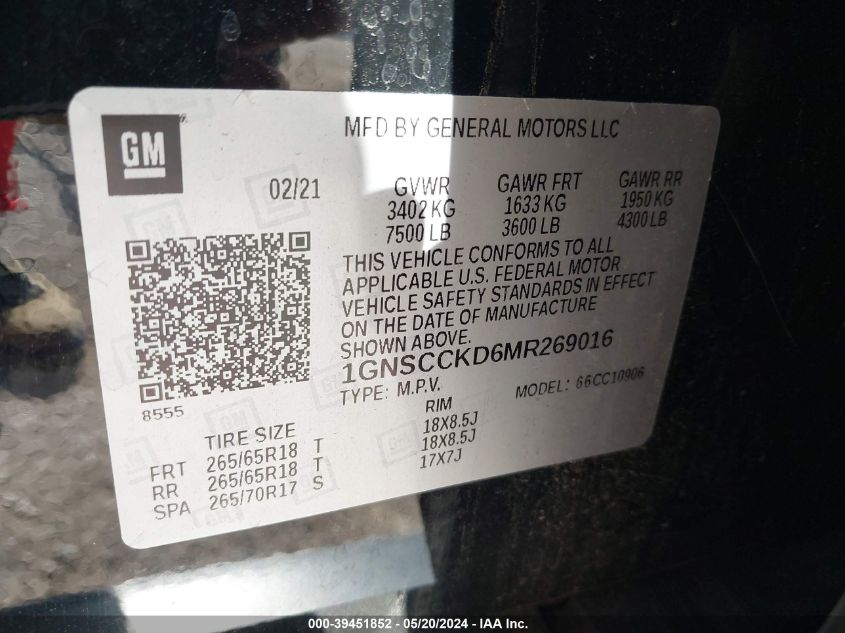 GM
MFD BY GENERAL MOTORS LLC
02/21
GVWR GAWR FRT GAWR RR
3402 KG 1633 KG 1950 KG
7500 LB 3600 LB 4300 LB
THIS VEHICLE CONFORMS TO ALL
APPLICABLE U.S. FEDERAL MOTOR
VEHICLE SAFETY STANDARDS IN EFFECT
ON THE DATE OF MANUFACTURE
SHOWN ABOVE.
1GNSCCKD6MR269016
TYPE: M.P.V. MODEL: 66CC10906
8555
TIRE SIZE RIM
FRT 265/65R18 T 18X8.5J
RR 265/65R18 T 18X8.5J
SPA 265/70R17 S 17X7J
000-39451852 / 05/20/2024 - IAA Inc.